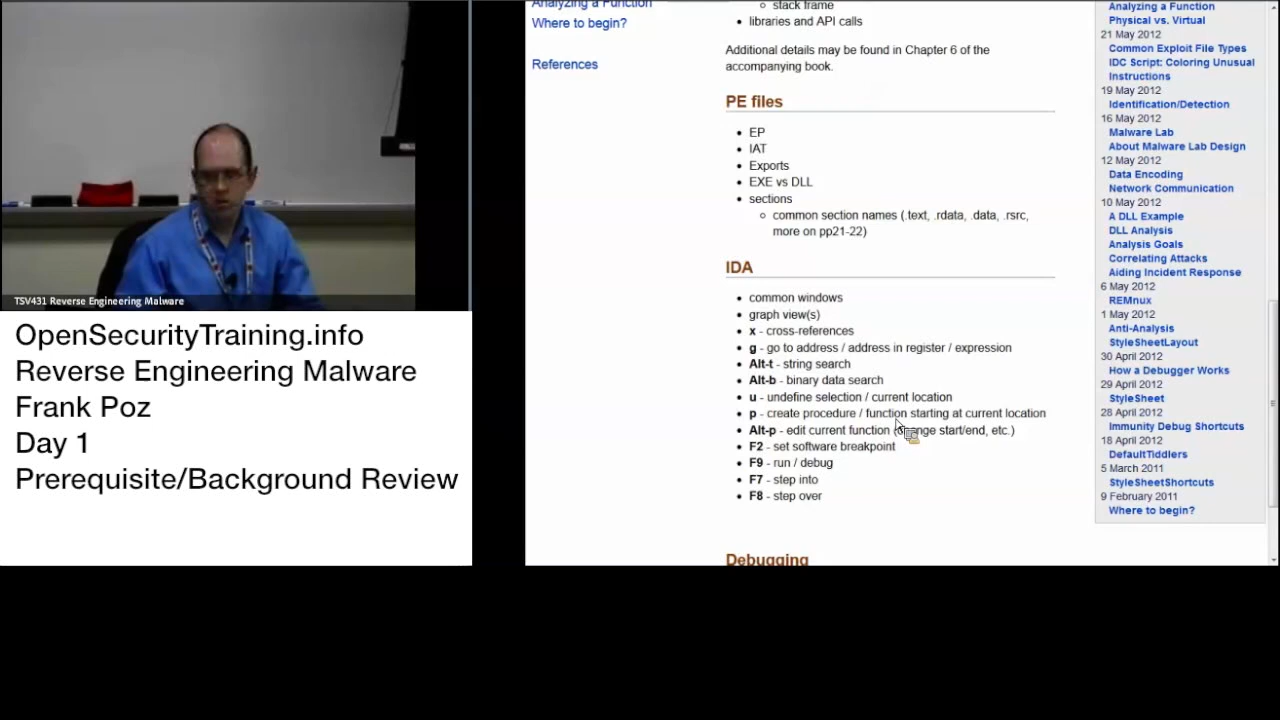 TSV431 Reverse Engineering Malware
OpenSecurityTraining.info
Reverse Engineering Malware
Frank Poz
Day 1
Prerequisite/Background Review
Analyzing a Function
Where to begin?
References
stack frame
libraries and API calls
Additional details may be found in Chapter 6 of the
accompanying book.
PE files
EP
IAT
Exports
EXE vs DLL
sections
common section names (.text, .rdata, .data, .rsrc,
more on pp21-22)
IDA
common windows
graph view(s)
x - cross-references
g - go to address / address in register / expression
Alt-t - string search
Alt-b - binary data search
u - undefine selection / current location
p - create procedure / function starting at current location
Alt-p - edit current function (change start/end, etc.)
F2 - set software breakpoint
F9 - run / debug
F7 - step into
F8 - step over
Debugging
Analyzing a Function
Physical vs. Virtual
21 May 2012
Common Exploit File Types
IDC Script: Coloring Unusual
Instructions
19 May 2012
Identification/Detection
16 May 2012
Malware Lab
About Malware Lab Design
12 May 2012
Data Encoding
Network Communication
10 May 2012
A DLL Example
DLL Analysis
Analysis Goals
Correlating Attacks
Aiding Incident Response
6 May 2012
REMnux
1 May 2012
Anti-Analysis
StyleSheetLayout
30 April 2012
How a Debugger Works
29 April 2012
StyleSheet
28 April 2012
Immunity Debug Shortcuts
18 April 2012
DefaultTiddlers
5 March 2011
StyleSheetShortcuts
9 February 2011
Where to begin?